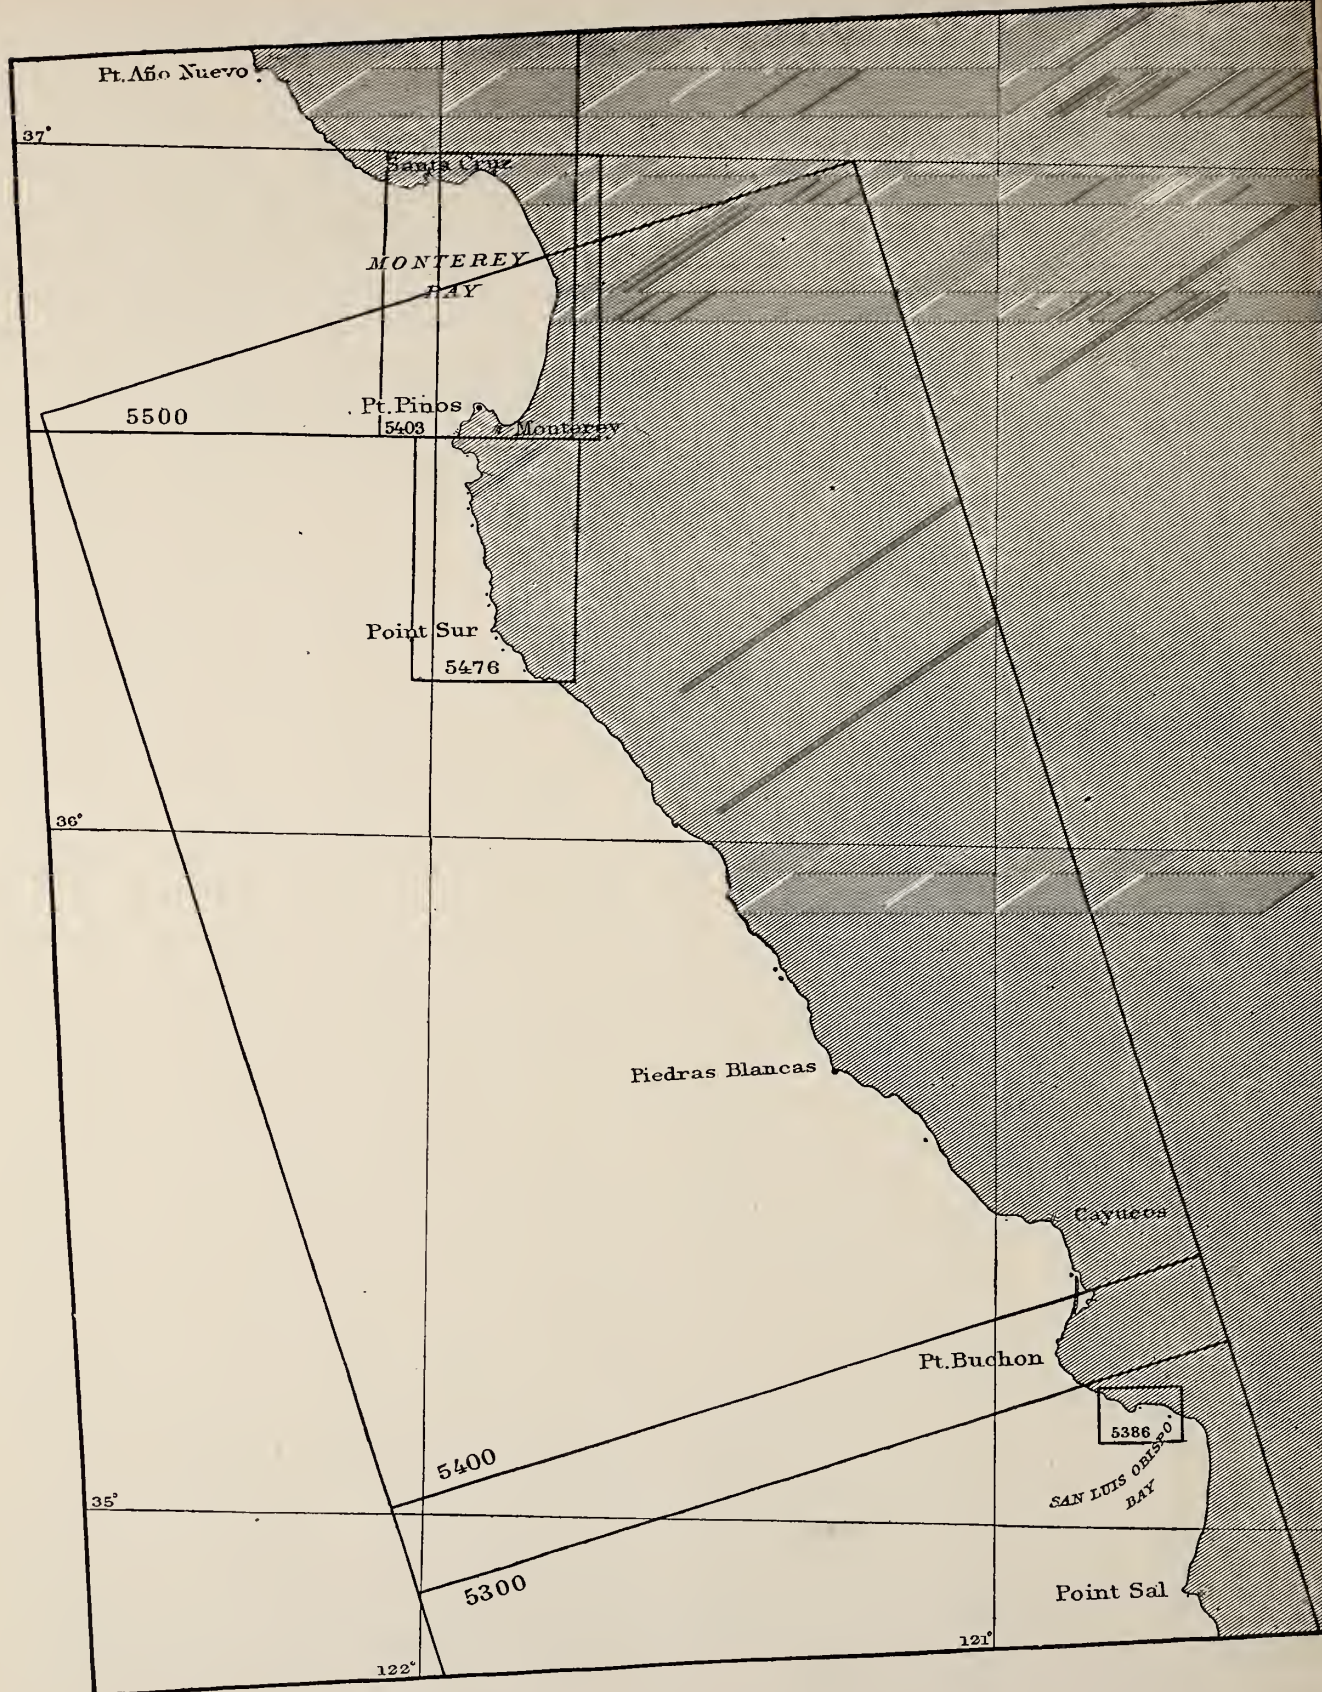 Pt. Año Nuevo
37°
Santa Cruz
MONTEREY
BAY
Pt. Pinos
5500
5403
Monterey
Point Sur
5476
36°
Piedras Blancas
Cayucos
Pt. Buchon
5386
SAN LUIS OBISPO
BAY
5400
35°
5300
Point Sal
121°
122°